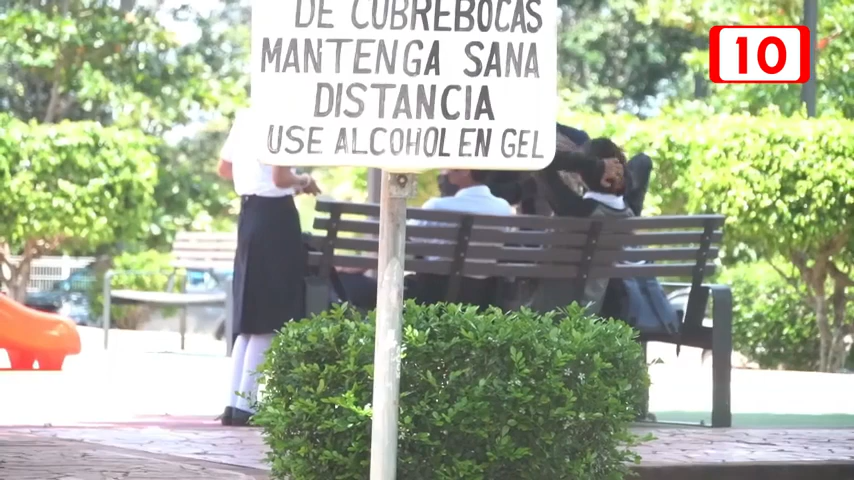 DE CUBREBOCAS
MANTENGA SANA
DISTANCIA
USE ALCOHOL EN GEL
10